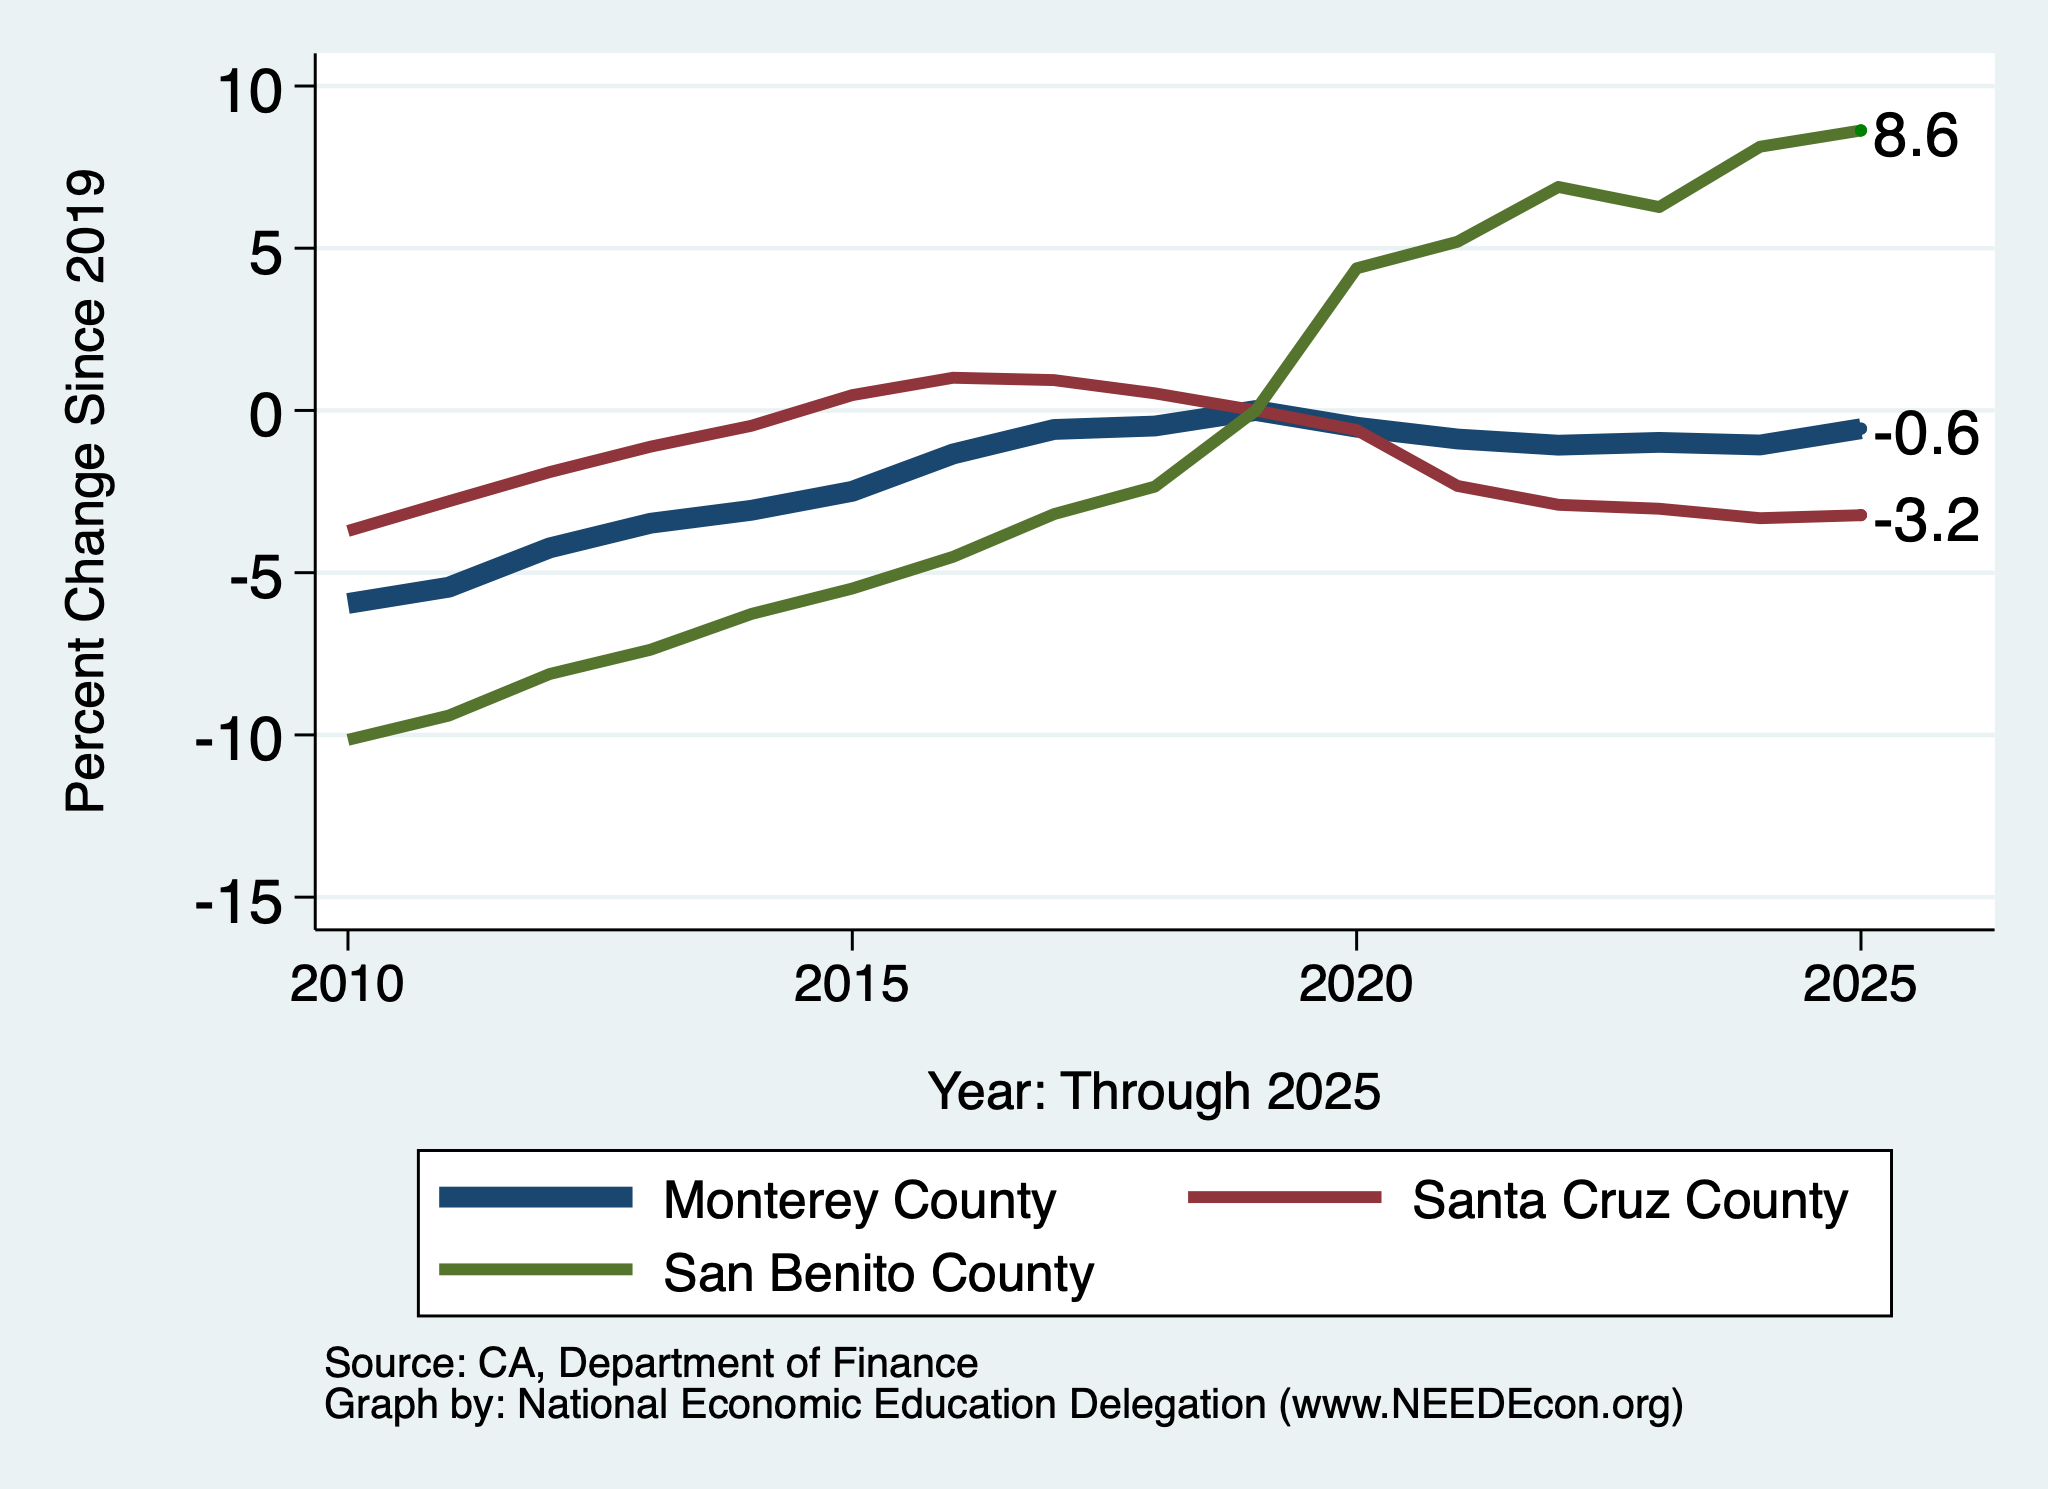 Percent Change Since 2019
10
5
0
-5
-10
-15
8.6
-0.6
-3.2
2010 2015 2020 2025
Year: Through 2025
Monterey County Santa Cruz County
San Benito County
Source: CA, Department of Finance
Graph by: National Economic Education Delegation (www.NEEDEcon.org)